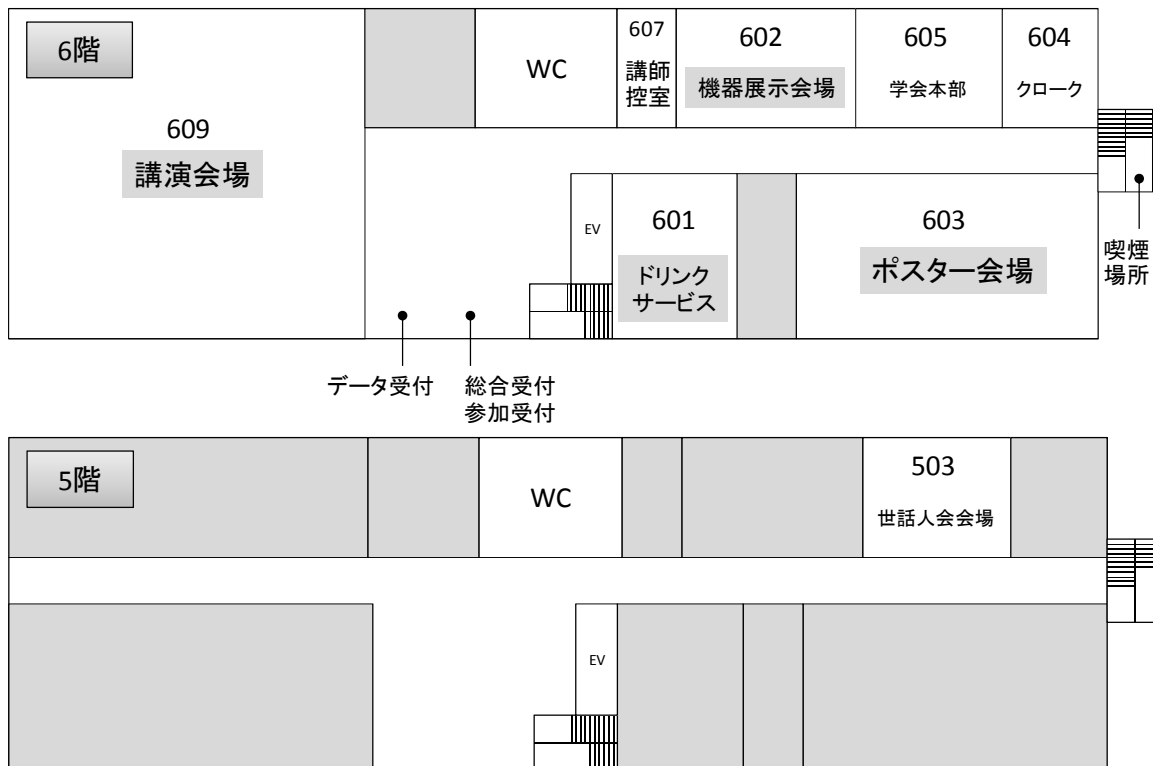 6階
609
講演会場
WC
607
講師
控室
602
機器展示会場
605
学会本部
604
クローク
EV
601
ドリンク
サービス
603
ポスター会場
喫煙
場所
データ受付
総合受付
参加受付
5階
WC
503
世話人会会場
EV